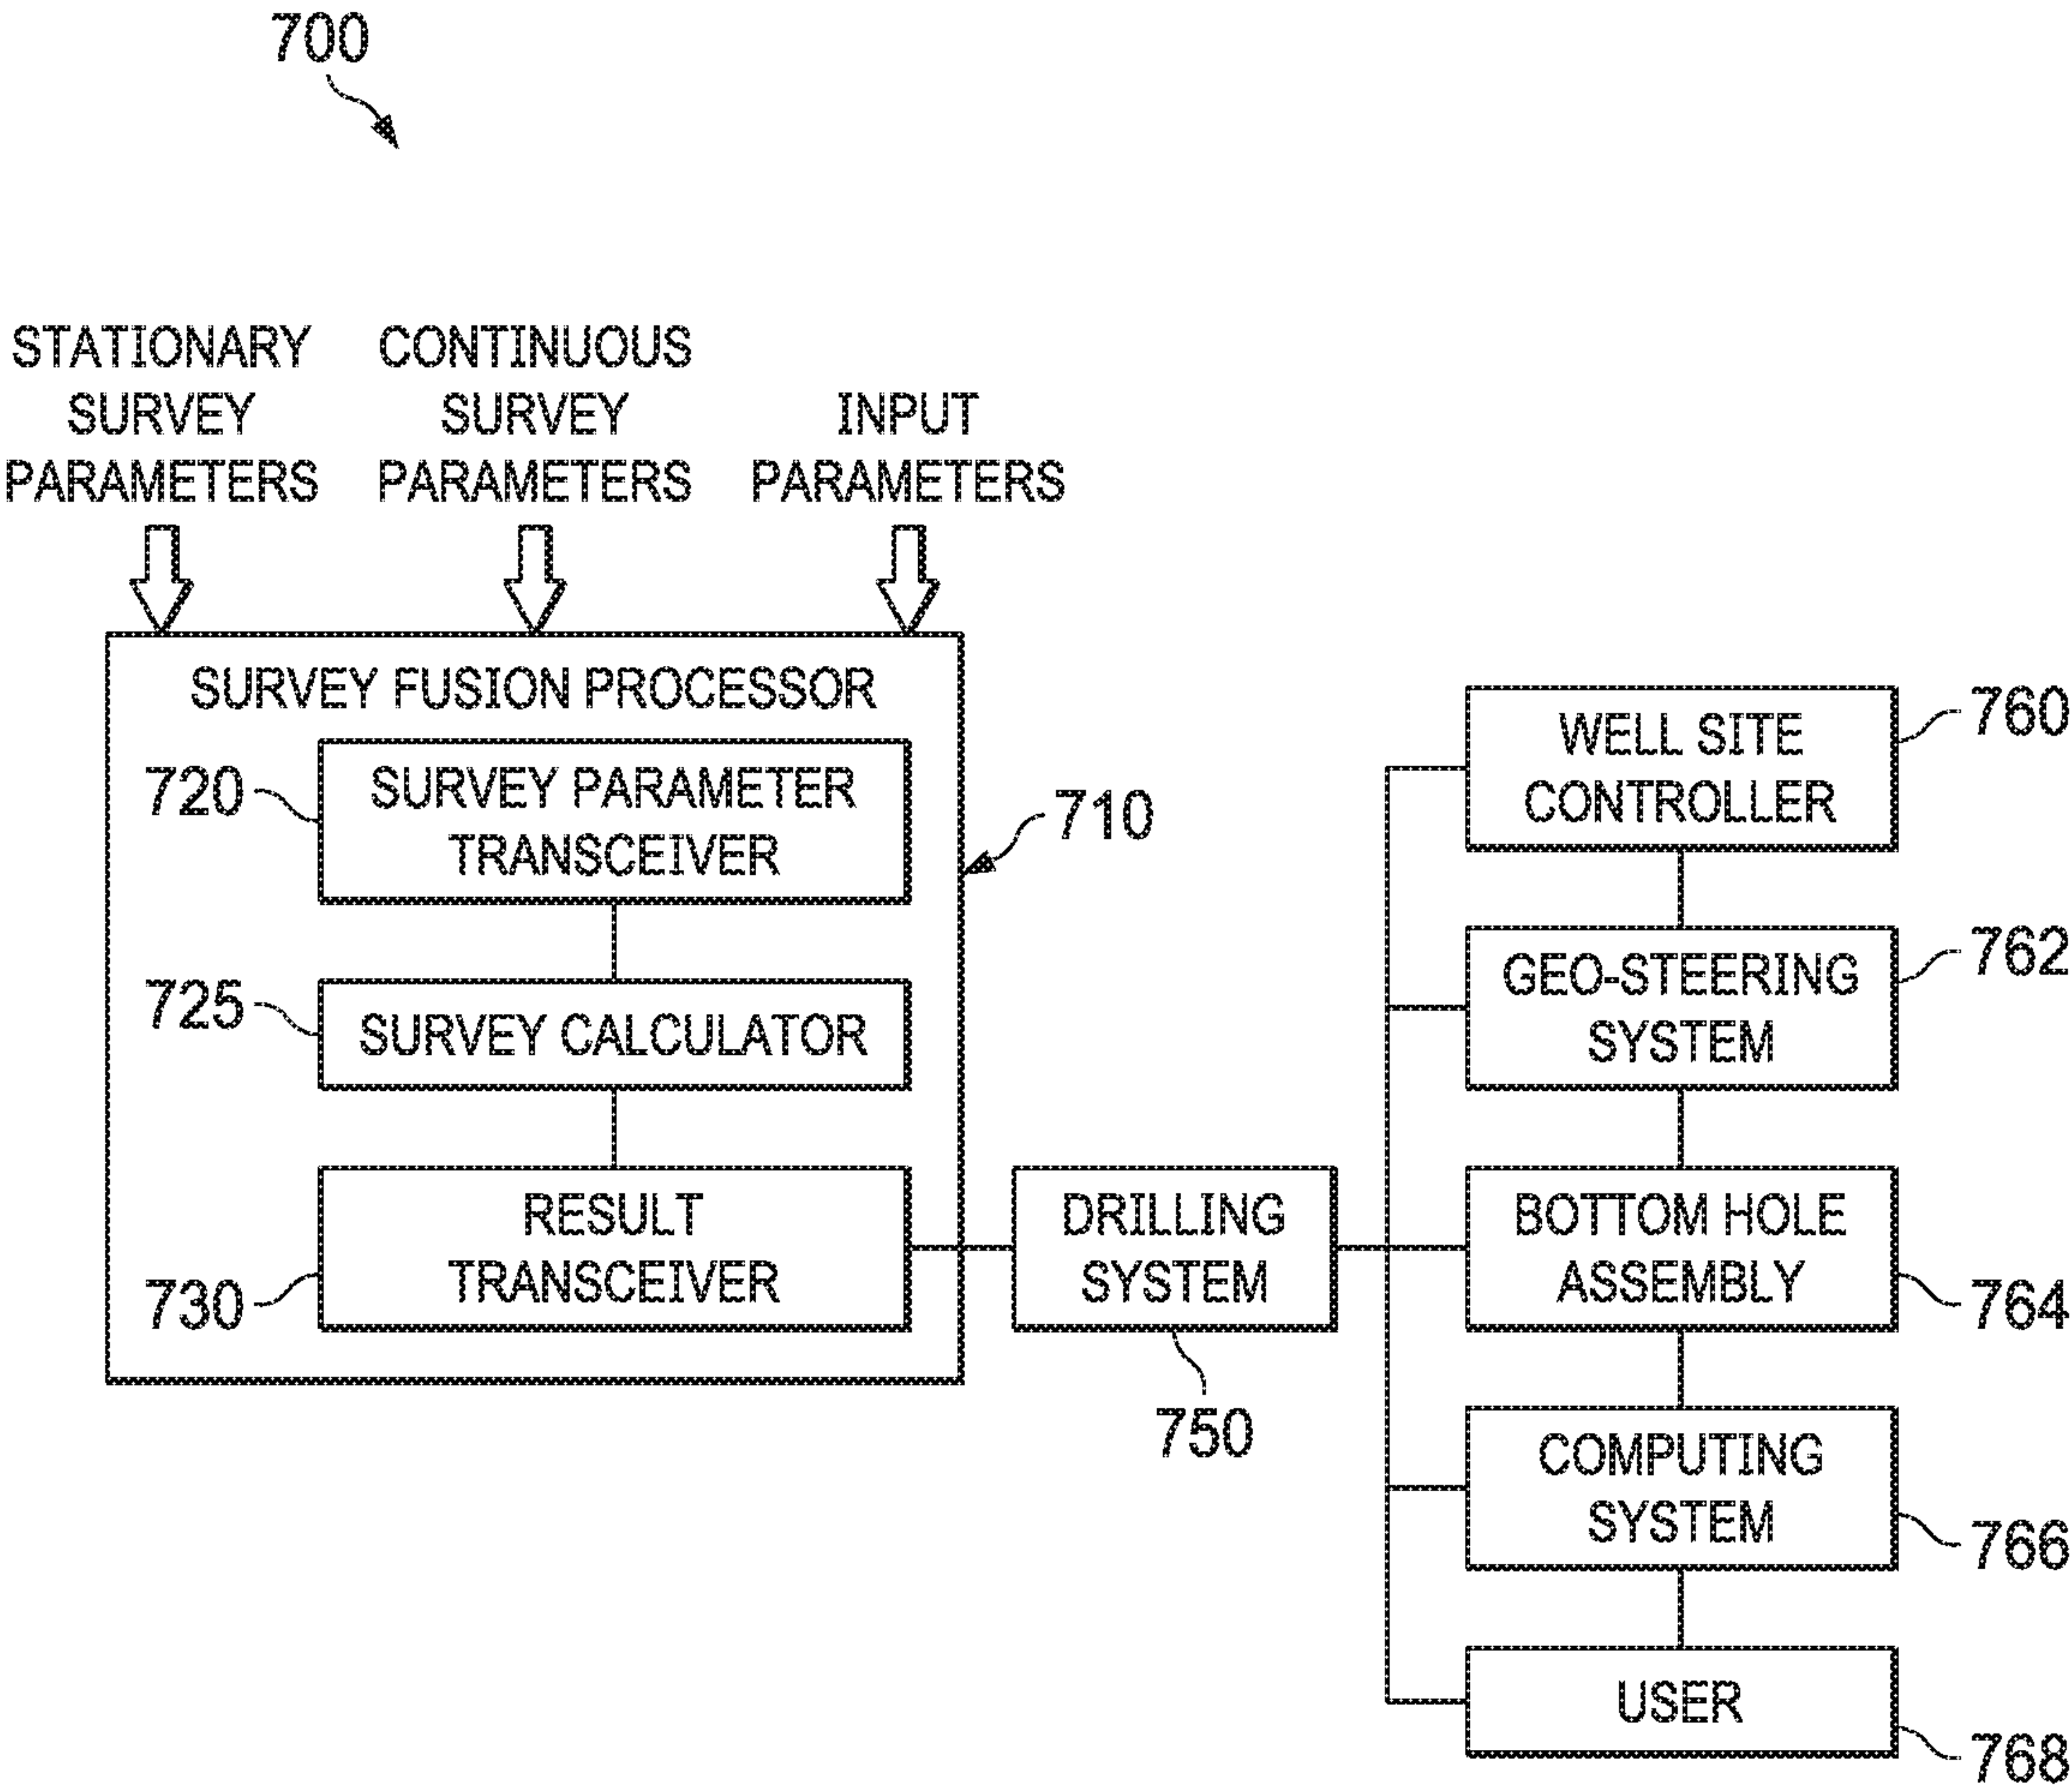 700
STATIONARY
SURVEY
PARAMETERS
CONTINUOUS
SURVEY
PARAMETERS
INPUT
PARAMETERS
SURVEY FUSION PROCESSOR
710
720
SURVEY PARAMETER
TRANSCEIVER
725
SURVEY CALCULATOR
730
RESULT
TRANSCEIVER
DRILLING
SYSTEM
750
WELL SITE
CONTROLLER
760
GEO-STEERING
SYSTEM
762
BOTTOM HOLE
ASSEMBLY
764
COMPUTING
SYSTEM
766
USER
768